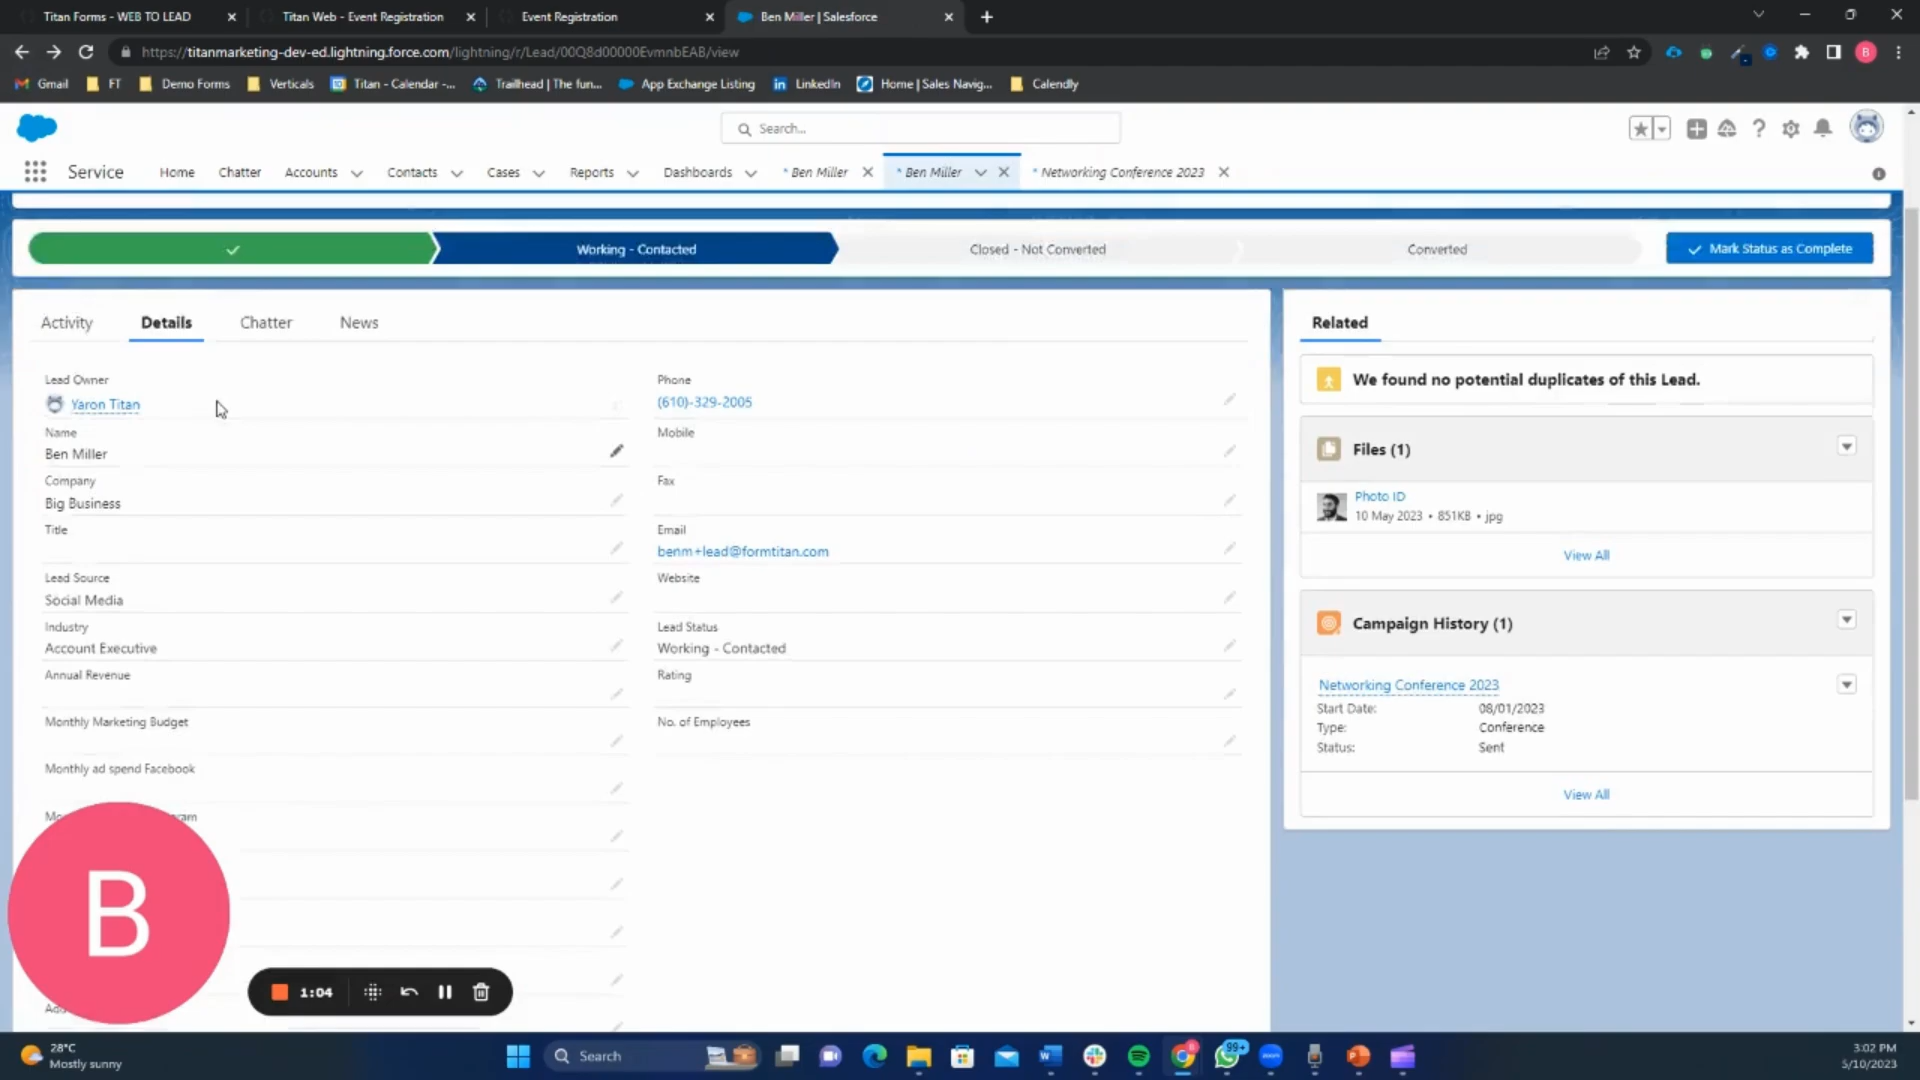 Titan Forms - WEB TO LEAD
Titan Web - Event Registration
Event Registration
Ben Miller | Salesforce
https://titanmarketing-dev-ed.lightning.force.com/lightning/r/Lead/00Q8d00000EvmnbEAB/view
B
Gmail
FT
Demo Forms
Verticals
Titan - Calendar -...
Trailhead | The fun...
App Exchange Listing
LinkedIn
Home | Sales Navig...
Calendly
Search...
Service
Home
Chatter
Accounts
Contacts
Cases
Reports
Dashboards
* Ben Miller
* Ben Miller
* Networking Conference 2023
Working - Contacted
Closed - Not Converted
Converted
Mark Status as Complete
Activity
Details
Chatter
News
Lead Owner
Yaron Titan
Name
Ben Miller
Company
Big Business
Title
Lead Source
Social Media
Industry
Account Executive
Annual Revenue
Monthly Marketing Budget
Monthly ad spend Facebook
Phone
(610)-329-2005
Mobile
Fax
Email
benm+lead@formtitan.com
Website
Lead Status
Working - Contacted
Rating
No. of Employees
Related
We found no potential duplicates of this Lead.
Files (1)
Photo ID
10 May 2023 • 851KB • jpg
View All
Campaign History (1)
Networking Conference 2023
Start Date: 08/01/2023
Type: Conference
Status: Sent
View All
B
1:04
28°C
Mostly sunny
Search
99+
3:02 PM
5/10/2023